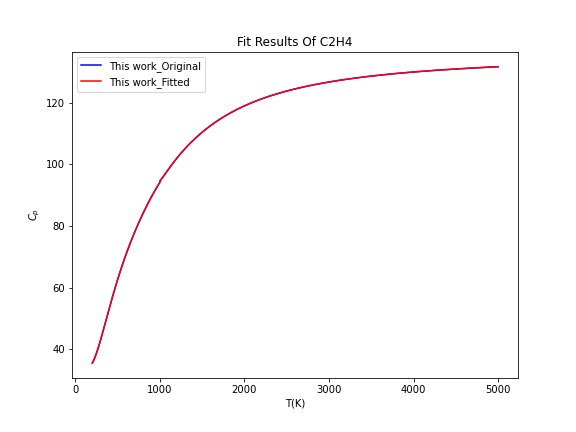 Fit Results Of C2H4
This work_Original
This work_Fitted
120
100
80
60
40
C_p
0 1000 2000 3000 4000 5000
T(K)